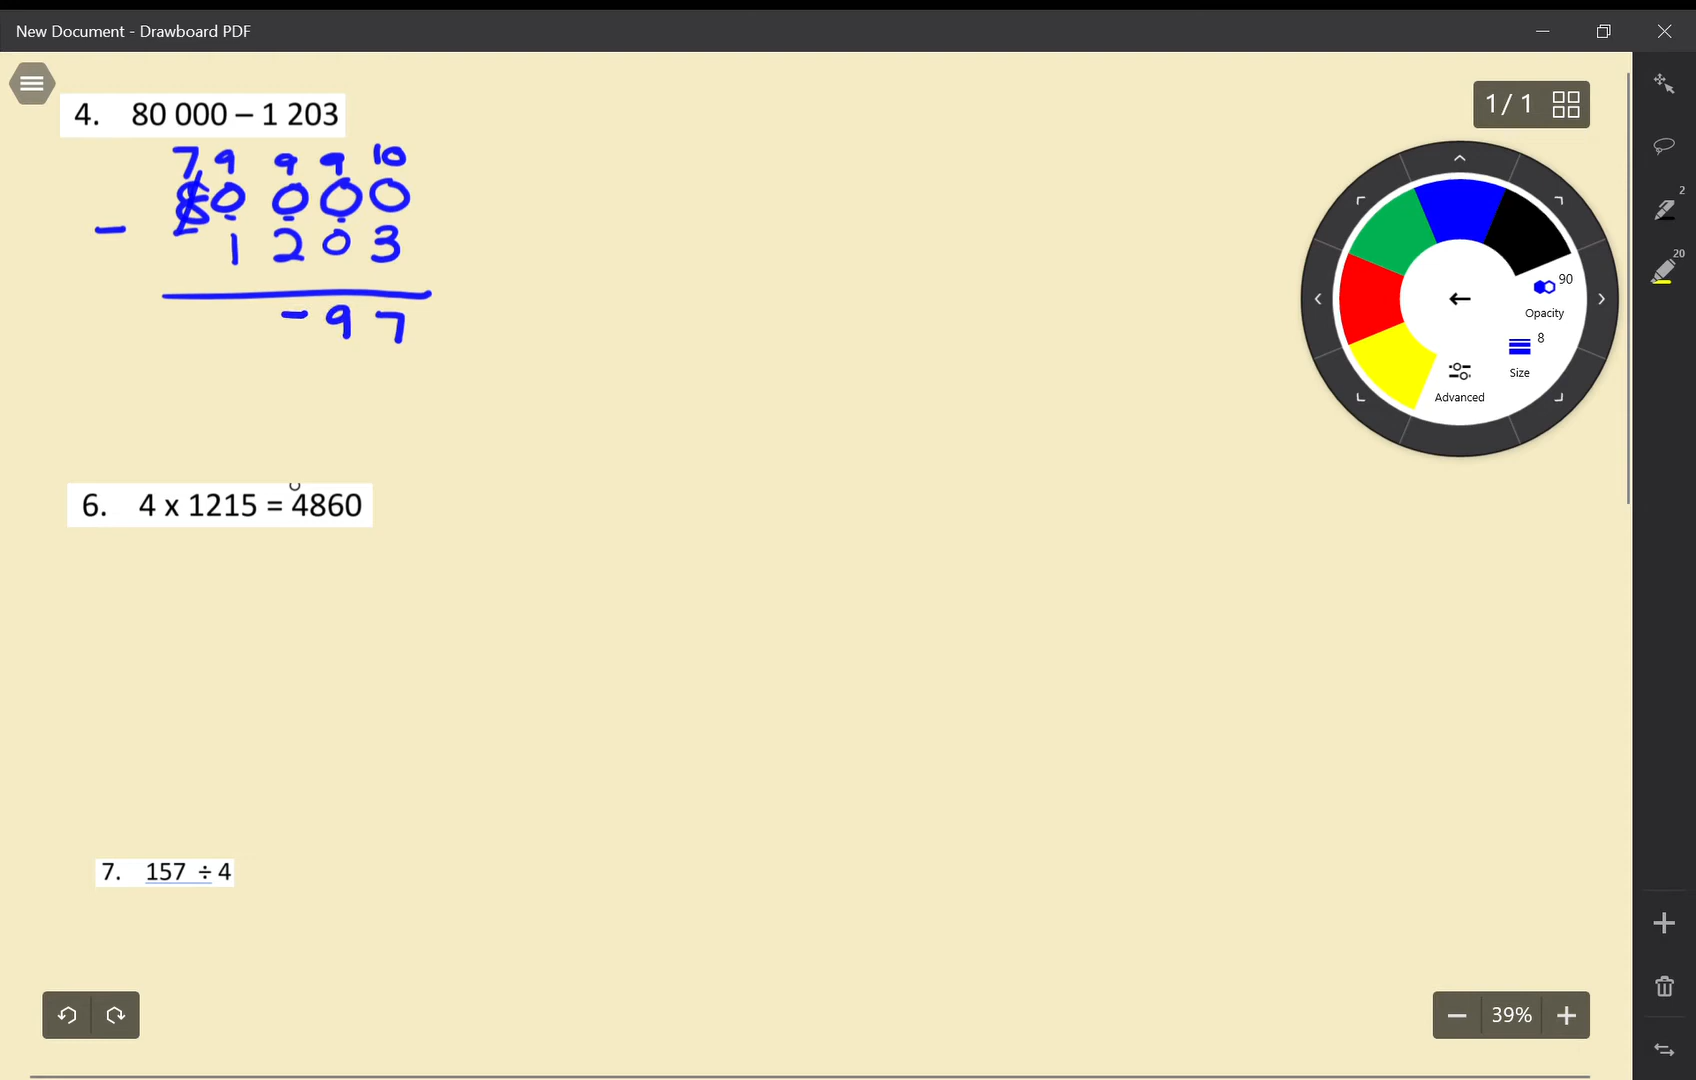 New Document - Drawboard PDF
4. 80 000 – 1 203
1 / 1
7 9 9 9 10
8 0 0 0 0
- 1 2 0 3
- 9 7
90
Opacity
8
Size
Advanced
2
20
6. 4 x 1215 = 4860
7. 157 ÷ 4
39%